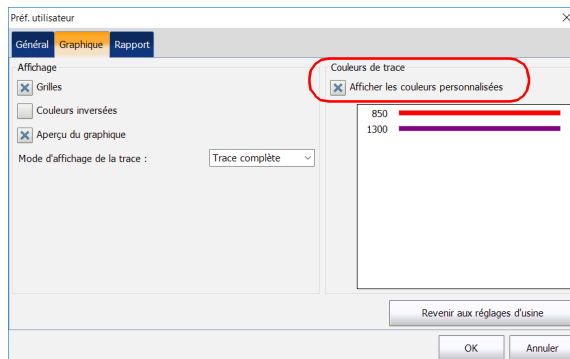 Préf. utilisateur
Général Graphique Rapport
Affichage
Grilles
Couleurs inversées
Aperçu du graphique
Mode d'affichage de la trace : Trace complète
Couleurs de trace
Afficher les couleurs personnalisées
850
1300
Revenir aux réglages d'usine
OK Annuler